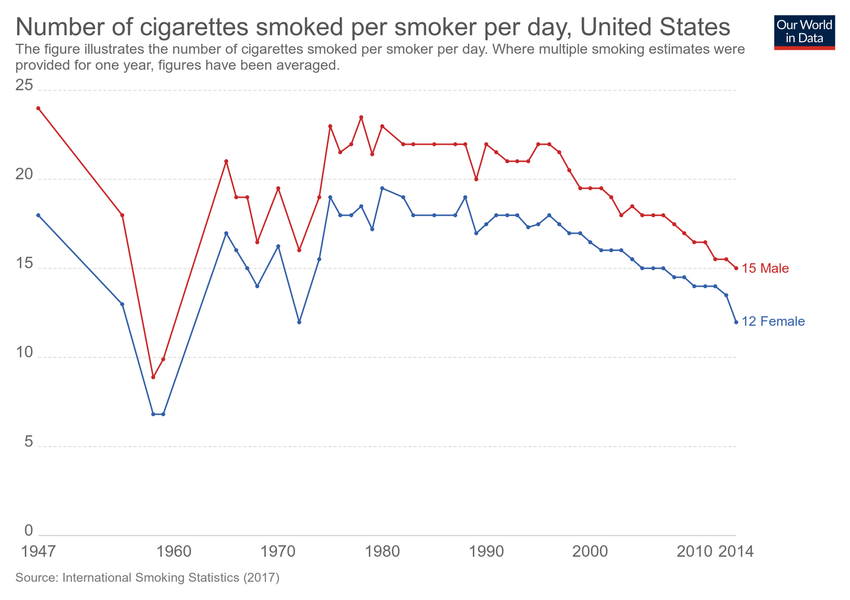 Number of cigarettes smoked per smoker per day, United States
Our World
in Data
The figure illustrates the number of cigarettes smoked per smoker per day. Where multiple smoking estimates were
provided for one year, figures have been averaged.
25
20
15
10
5
0
15 Male
12 Female
1947 1960 1970 1980 1990 2000 2010 2014
Source: International Smoking Statistics (2017)